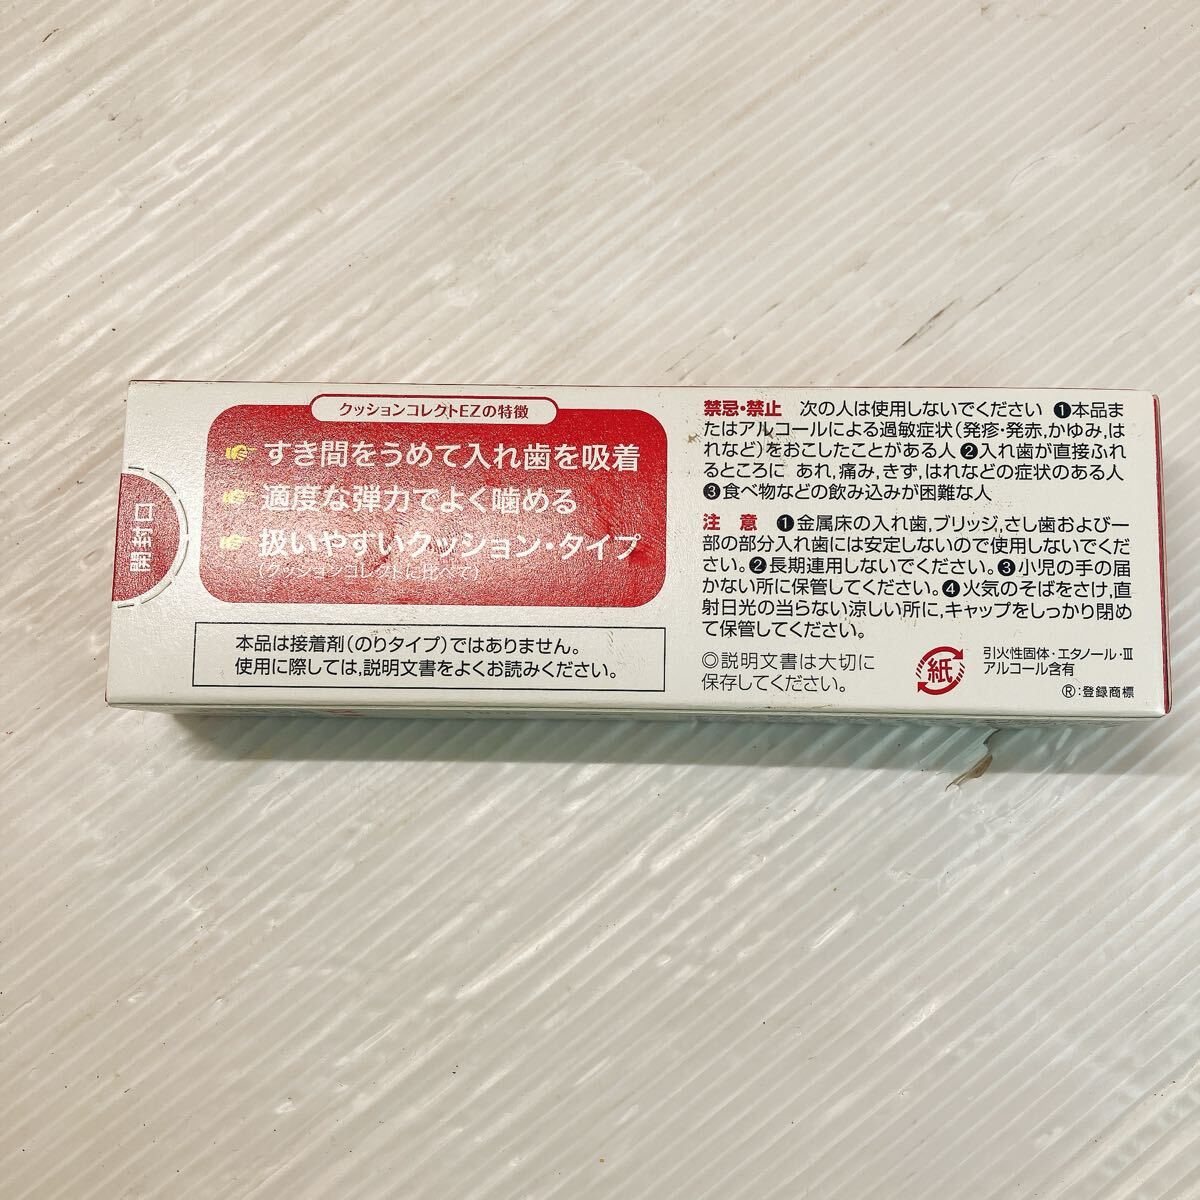 開封口
クッションコレクトEZの特徴
すき間をうめて入れ歯を吸着
適度な弾力でよく噛める
扱いやすいクッション・タイプ
(クッションコレクトに比べて)
本品は接着剤(のりタイプ)ではありません。
使用に際しては,説明文書をよくお読みください。
禁忌・禁止 次の人は使用しないでください ❶本品ま
たはアルコールによる過敏症状(発疹・発赤,かゆみ,は
れなど)をおこしたことがある人 ❷入れ歯が直接ふれ
るところに あれ,痛み,きず,はれなどの症状のある人
❸食べ物などの飲み込みが困難な人
注 意 ❶金属床の入れ歯,ブリッジ,さし歯および一
部の部分入れ歯には安定しないので使用しないでくだ
さい。❷長期連用しないでください。❸小児の手の届
かない所に保管してください。❹火気のそばをさけ,直
射日光の当らない涼しい所に,キャップをしっかり閉め
て保管してください。
◎説明文書は大切に
保存してください。
紙
引火性固体・エタノール・Ⅲ
アルコール含有
Ⓡ:登録商標